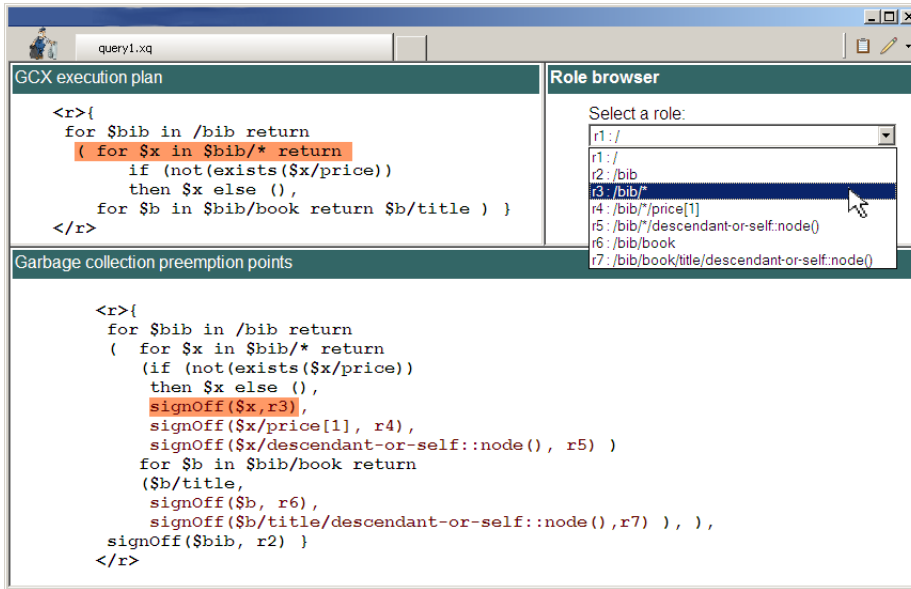 query1.xq
GCX execution plan
<r>{
for $bib in /bib return
( for $x in $bib/* return
if (not(exists($x/price))
then $x else (),
for $b in $bib/book return $b/title ) }
</r>
Role browser
Select a role:
r1 : /
r1 : /
r2 : /bib
r3 : /bib/*
r4 : /bib/*/price[1]
r5 : /bib/*/descendant-or-self::node()
r6 : /bib/book
r7 : /bib/book/title/descendant-or-self::node()
Garbage collection preemption points
<r>{
for $bib in /bib return
( for $x in $bib/* return
(if (not(exists($x/price))
then $x else (),
signOff($x,r3),
signOff($x/price[1], r4),
signOff($x/descendant-or-self::node(), r5) )
for $b in $bib/book return
($b/title,
signOff($b, r6),
signOff($b/title/descendant-or-self::node(),r7) ), ),
signOff($bib, r2) }
</r>